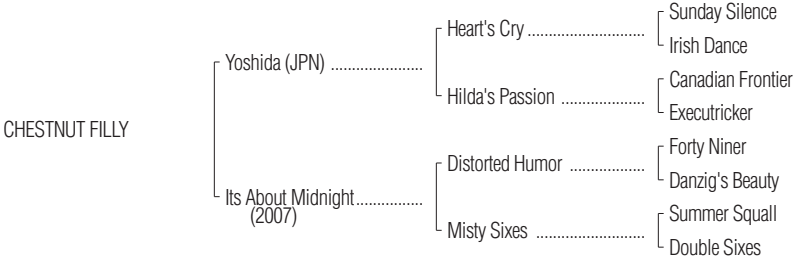 Sunday Silence
Heart's Cry ..........................
Irish Dance
Yoshida (JPN) .....................
Canadian Frontier
Hilda's Passion ...................
Executricker
CHESTNUT FILLY
Forty Niner
Distorted Humor .................
Danzig's Beauty
Its About Midnight ...............
(2007)
Summer Squall
Misty Sixes ........................
Double Sixes